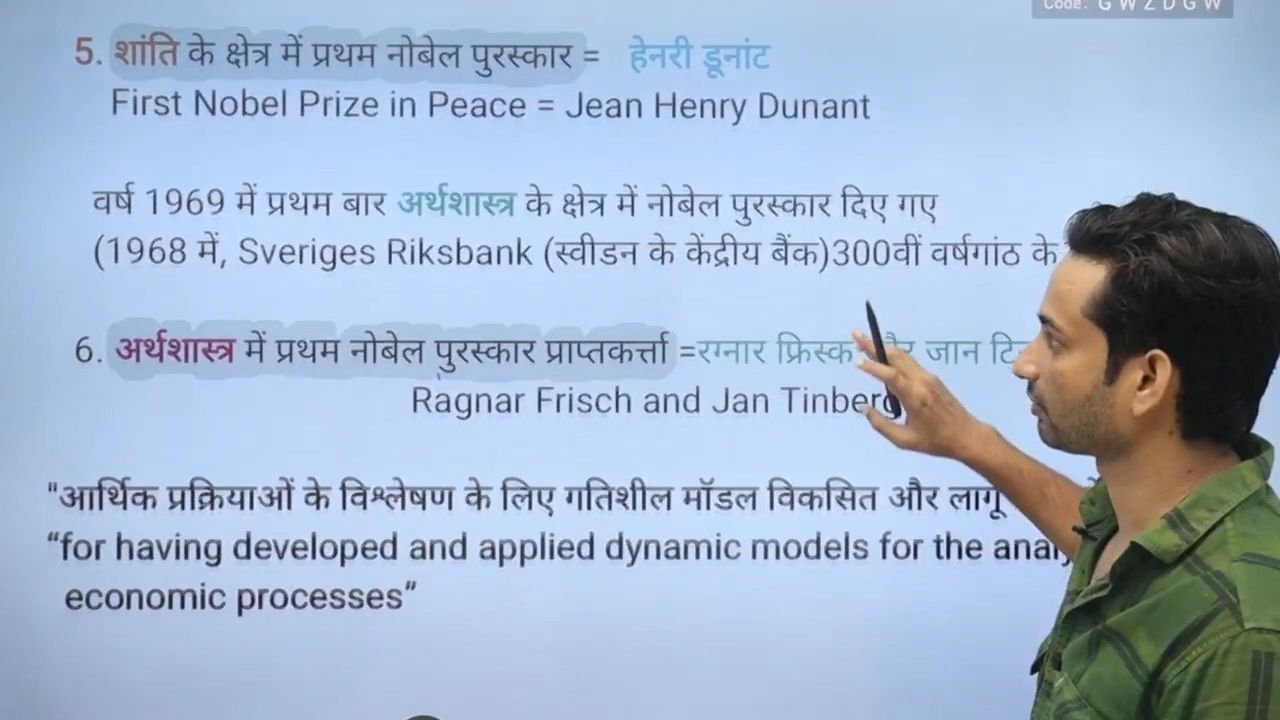 Code: G W Z D G W
5. शांति के क्षेत्र में प्रथम नोबेल पुरस्कार = हेनरी डूनांट
First Nobel Prize in Peace = Jean Henry Dunant
वर्ष 1969 में प्रथम बार अर्थशास्त्र के क्षेत्र में नोबेल पुरस्कार दिए गए
(1968 में, Sveriges Riksbank (स्वीडन के केंद्रीय बैंक)300वीं वर्षगांठ के
6. अर्थशास्त्र में प्रथम नोबेल पुरस्कार प्राप्तकर्त्ता =रग्नार फ्रिस्क जान
Ragnar Frisch and Jan
"आर्थिक प्रक्रियाओं के विश्लेषण के लिए गतिशील मॉडल विकसित और लागू
“for having developed and applied dynamic models for the
economic processes”